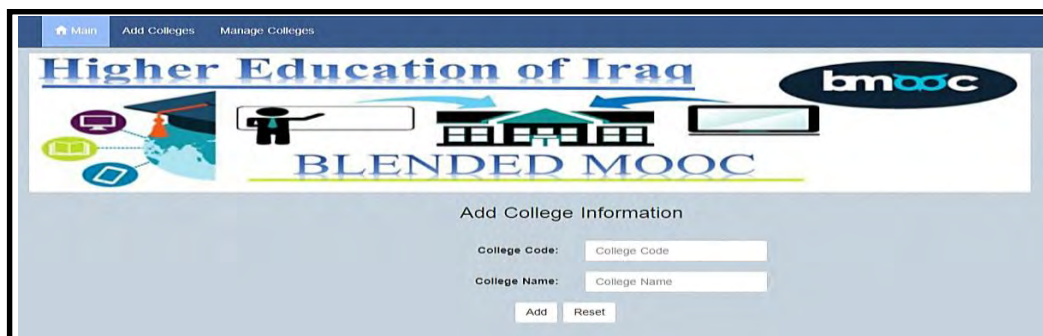 Main Add Colleges Manage Colleges
Higher Education of Iraq
bmooc
BLENDED MOOC
Add College Information
College Code: College Code
College Name: College Name
Add Reset